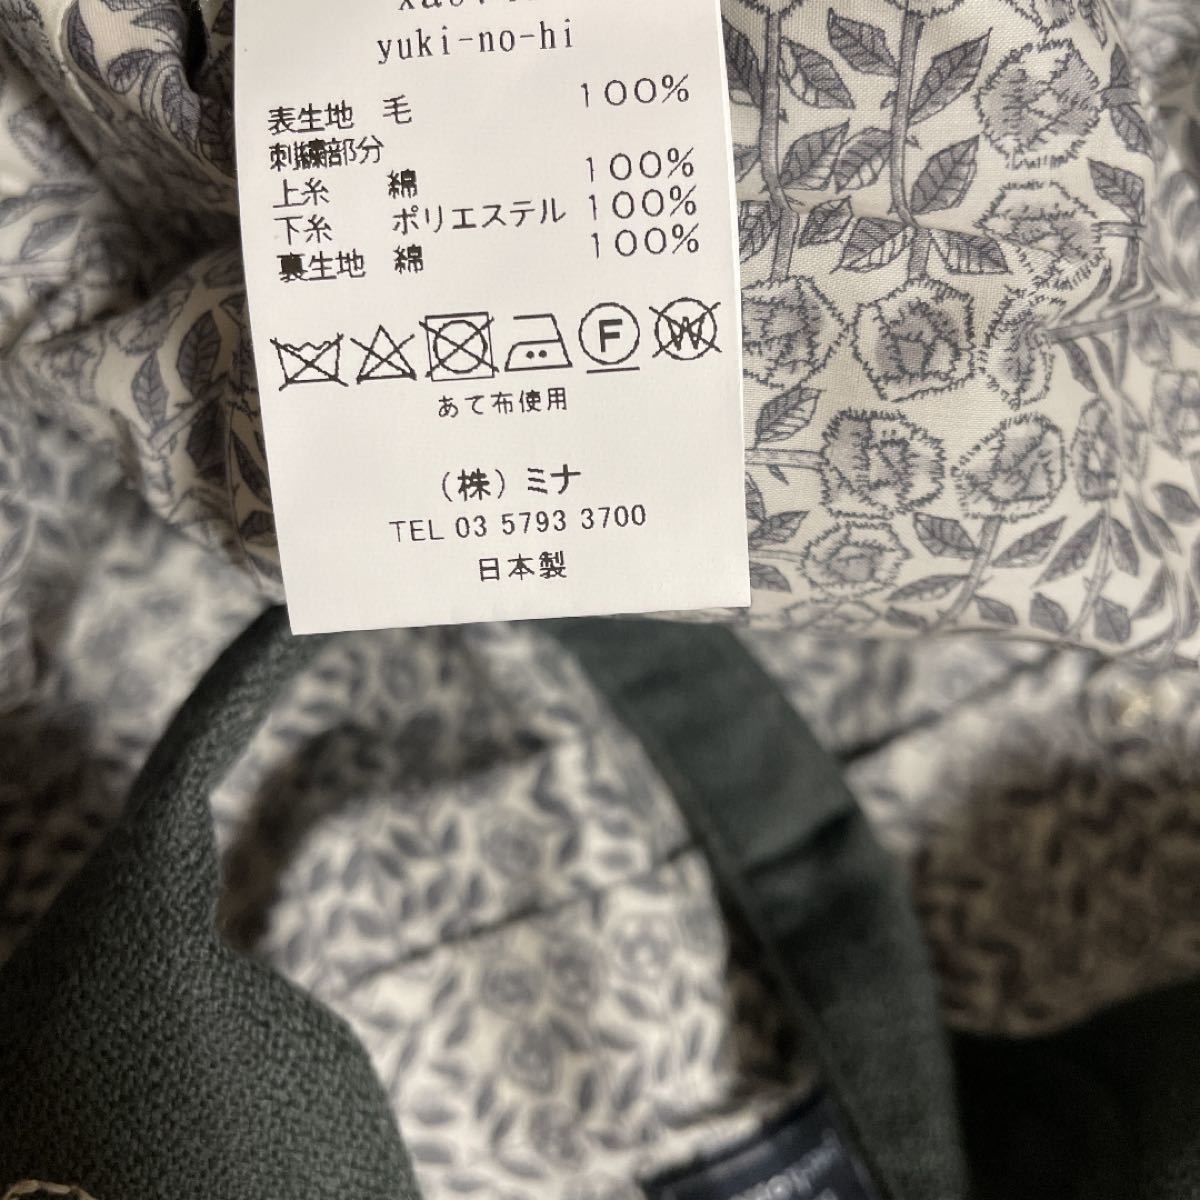 yuki-no-hi
表生地 毛 100%
刺繍部分
上糸 綿 100%
下糸 ポリエステル 100%
裏生地 綿 100%
F W
あて布使用
(株)ミナ
TEL 03 5793 3700
日本製